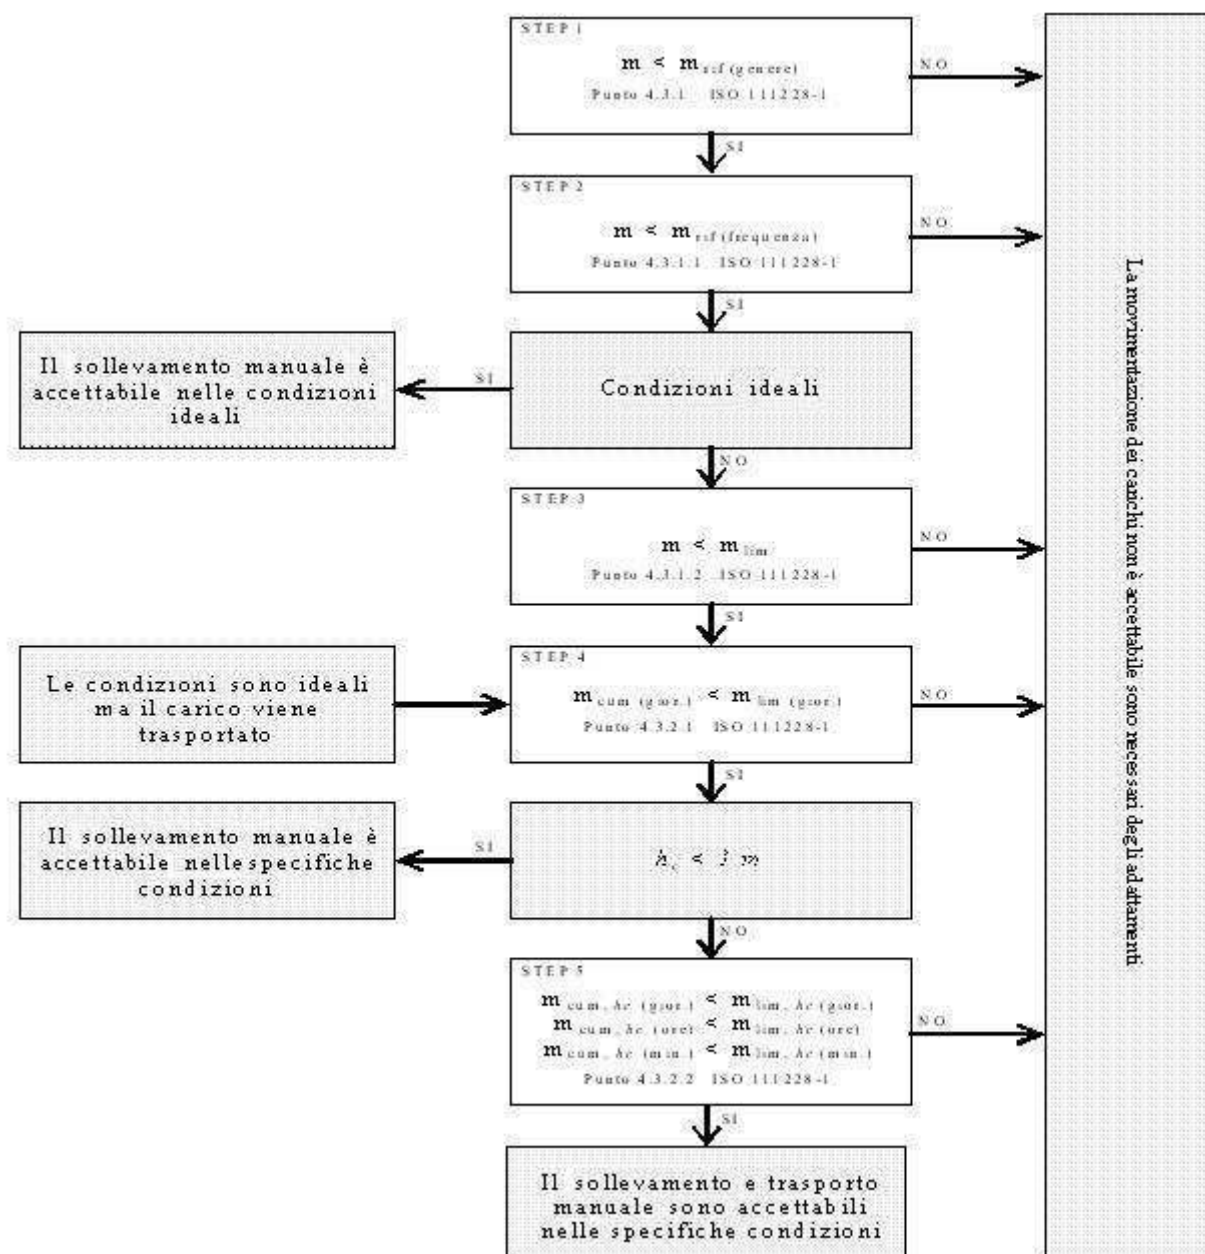 STEP 1
m < m rif (genere)
Punto 4.3.1 ISO 111228-1
NO
SI
STEP 2
m < m rif (frequenza)
Punto 4.3.1.1 ISO 111228-1
NO
SI
Il sollevamento manuale è
accettabile nelle condizioni
ideali
SI
Condizioni ideali
NO
STEP 3
m < m lim
Punto 4.3.1.2 ISO 111228-1
NO
SI
Le condizioni sono ideali
ma il carico viene
trasportato
STEP 4
m cum (gior.) < m lim (gior.)
Punto 4.3.2.1 ISO 111228-1
NO
SI
Il sollevamento manuale è
accettabile nelle specifiche
condizioni
SI
h c < m
NO
STEP 5
m cum, hc (gior.) < m lim, hc (gior.)
m cum, hc (ore) < m lim, hc (ore)
m cum, hc (min.) < m lim, hc (min.)
Punto 4.3.2.2 ISO 111228-1
NO
SI
Il sollevamento e trasporto
manuale sono accettabili
nelle specifiche condizioni
La movimentazione dei carichi non è accettabile sono necessari degli adattamenti